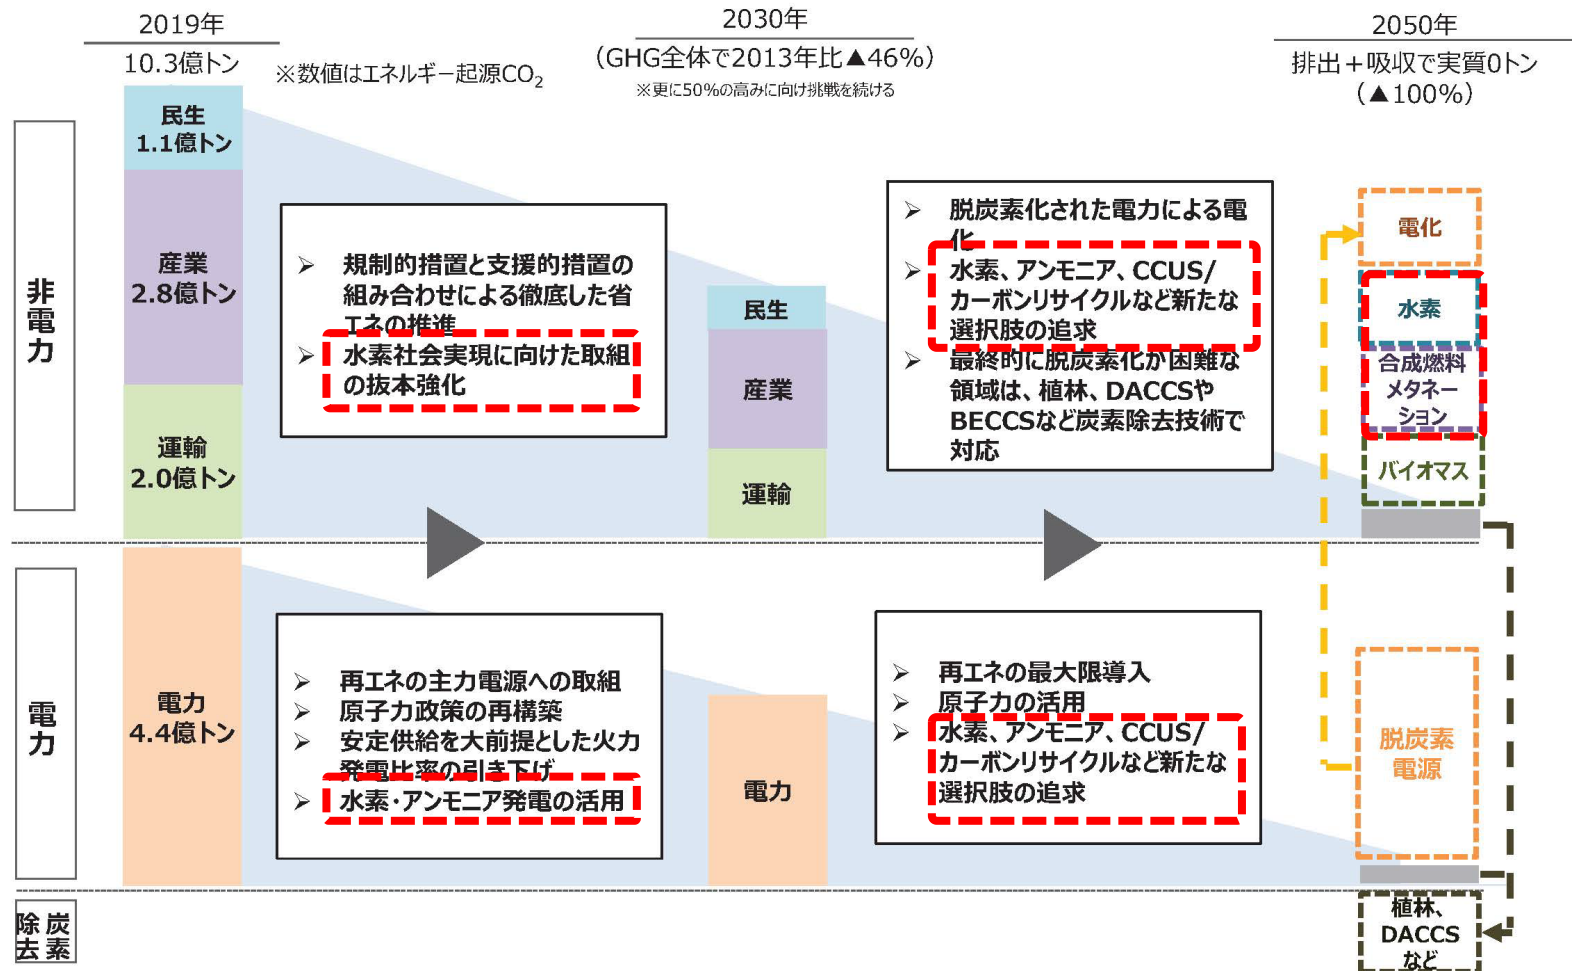 2019年
10.3億トン
※数値はエネルギー起源CO₂
2030年
(GHG全体で2013年比▲46%)
※更に50%の高みに向け挑戦を続ける
2050年
排出+吸収で実質0トン
(▲100%)
非電力
民生
1.1億トン
産業
2.8億トン
運輸
2.0億トン
➢ 規制的措置と支援的措置の
組み合わせによる徹底した省
エネの推進
➢ 水素社会実現に向けた取組
の抜本強化
民生
産業
運輸
➢ 脱炭素化された電力による電
化
➢ 水素、アンモニア、CCUS/
カーボンリサイクルなど新たな
選択肢の追求
➢ 最終的に脱炭素化が困難な
領域は、植林、DACCSや
BECCSなど炭素除去技術で
対応
電化
水素
合成燃料
メタネー
ション
バイオマス
電力
電力
4.4億トン
➢ 再エネの主力電源への取組
➢ 原子力政策の再構築
➢ 安定供給を大前提とした火力
発電比率の引き下げ
➢ 水素・アンモニア発電の活用
電力
➢ 再エネの最大限導入
➢ 原子力の活用
➢ 水素、アンモニア、CCUS/
カーボンリサイクルなど新たな
選択肢の追求
脱炭素
電源
炭素除去
植林、
DACCS
など